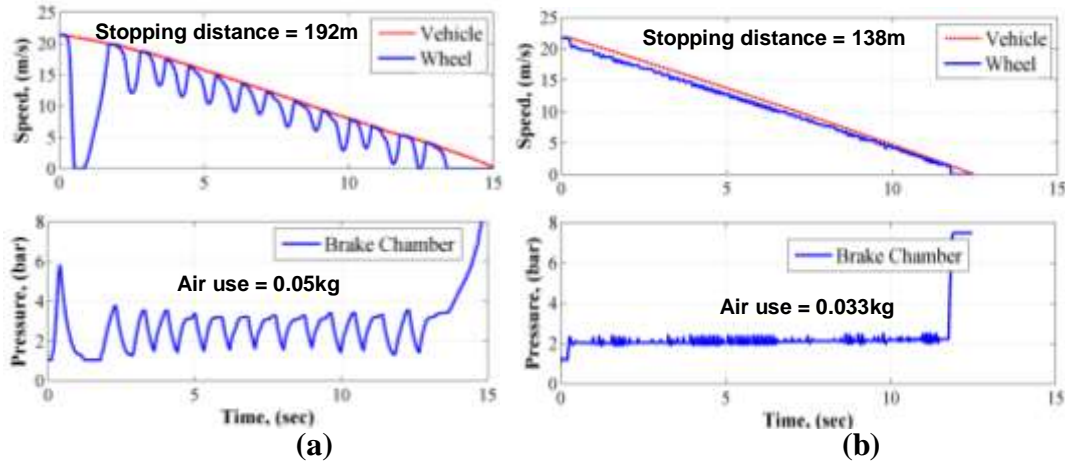 Stopping distance = 192m
Vehicle
Wheel
Speed, (m/s)
25
20
15
10
5
0
0
5
10
15
Stopping distance = 138m
Vehicle
Wheel
Speed, (m/s)
25
20
15
10
5
0
0
5
10
15
Brake Chamber
Air use = 0.05kg
Pressure, (bar)
8
6
4
2
0
0
5
10
15
Time, (sec)
(a)
Brake Chamber
Air use = 0.033kg
Pressure, (bar)
8
6
4
2
0
0
5
10
15
Time, (sec)
(b)